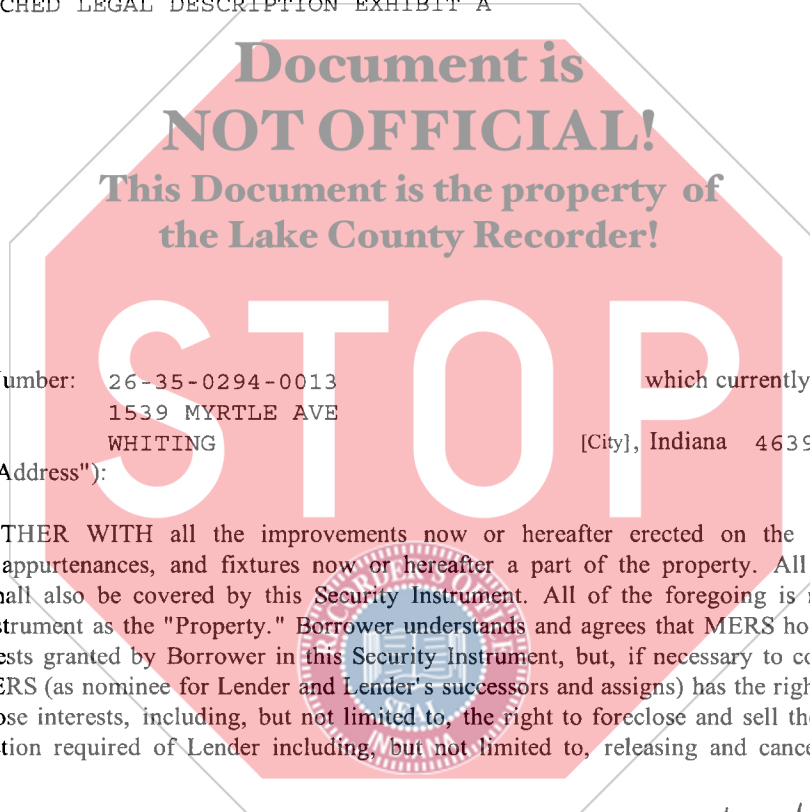 CHED LEGAL DESCRIPTION EXHIBIT A
Document is
NOT OFFICIAL!
This Document is the property of
the Lake County Recorder!
STOP
umber: 26-35-0294-0013 which currently
1539 MYRTLE AVE
WHITING [City], Indiana 4639
Address"):
THER WITH all the improvements now or hereafter erected on the
appurtenances, and fixtures now or hereafter a part of the property. All
hall also be covered by this Security Instrument. All of the foregoing is
strument as the "Property." Borrower understands and agrees that MERS ho
ests granted by Borrower in this Security Instrument, but, if necessary to co
ERS (as nominee for Lender and Lender's successors and assigns) has the righ
ose interests, including, but not limited to, the right to foreclose and sell the
tion required of Lender including, but not limited to, releasing and cance
RECORDER'S OFFICE
SEAL
INDIANA